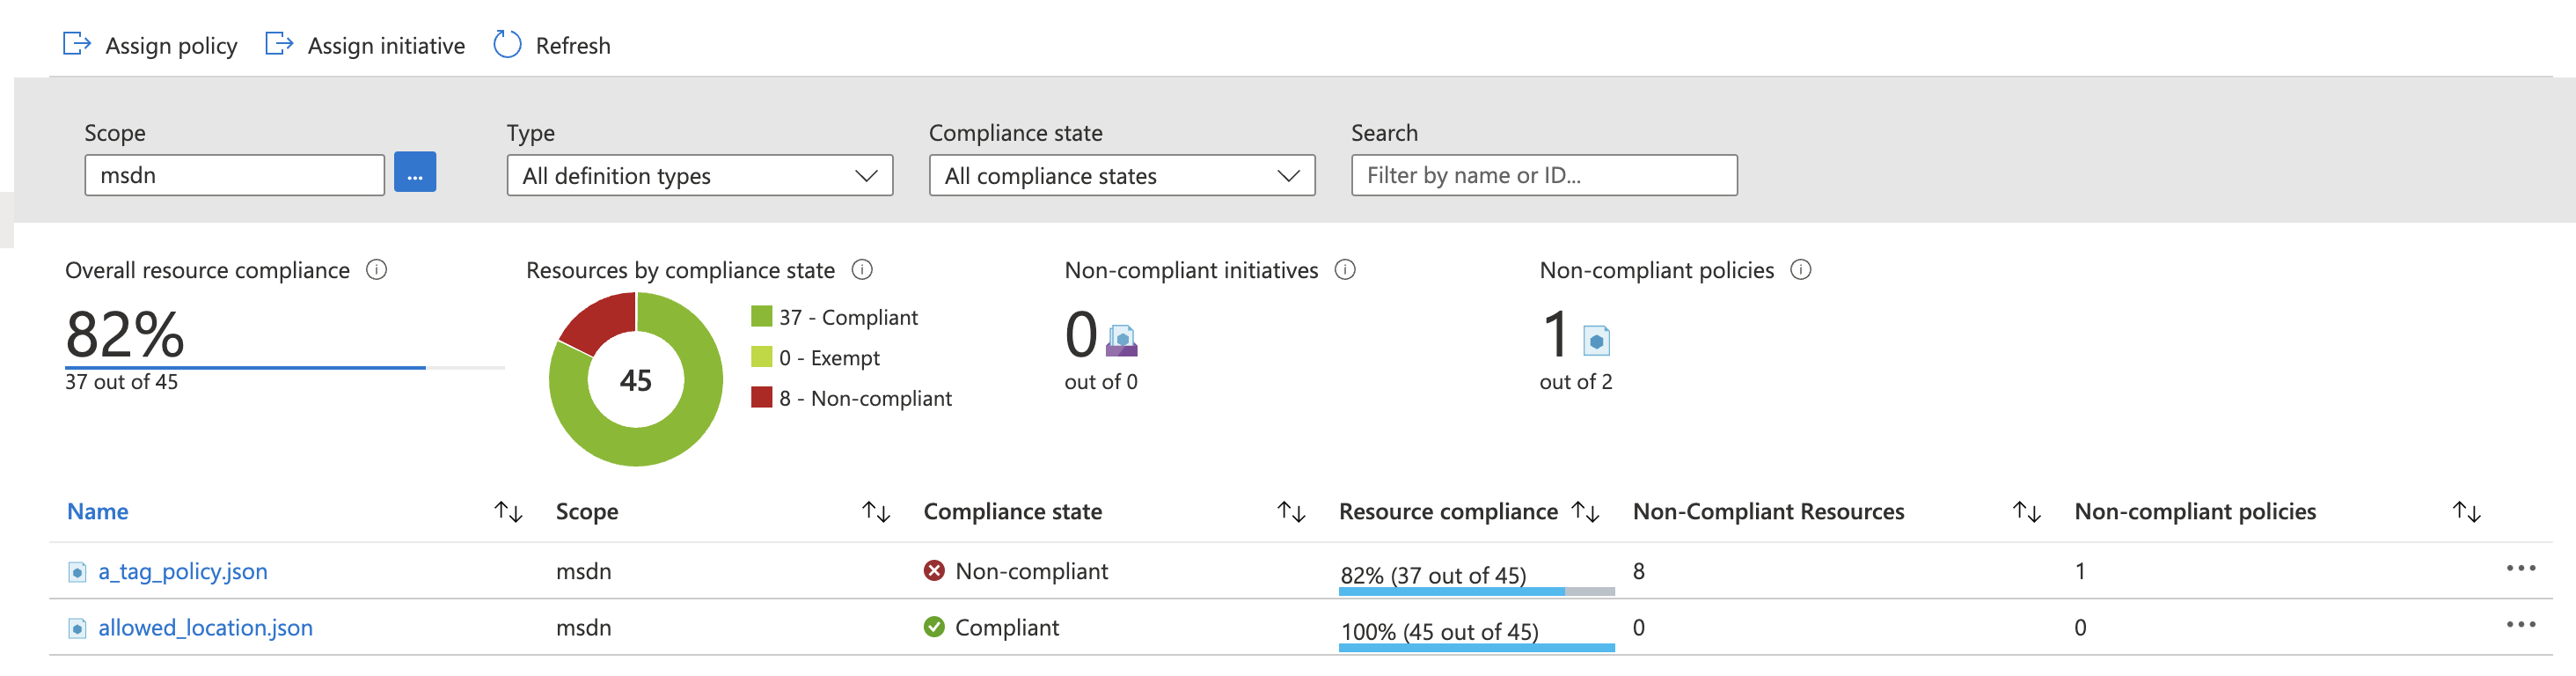 Assign policy Assign initiative Refresh
Scope Type Compliance state Search
msdn ... All definition types All compliance states Filter by name or ID...
Overall resource compliance Resources by compliance state Non-compliant initiatives Non-compliant policies
82%
37 out of 45
45
37 - Compliant
0 - Exempt
8 - Non-compliant
0
out of 0
1
out of 2
Name Scope Compliance state Resource compliance Non-Compliant Resources Non-compliant policies
a_tag_policy.json msdn Non-compliant 82% (37 out of 45) 8 1
allowed_location.json msdn Compliant 100% (45 out of 45) 0 0